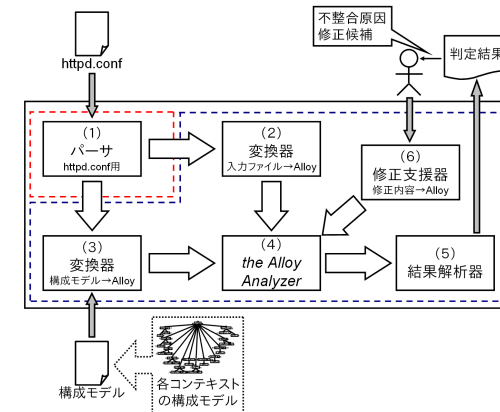 不整合原因
修正候補
判定結果
httpd.conf
(1)
パーサ
httpd.conf用
(2)
変換器
入力ファイル→Alloy
(6)
修正支援器
修正内容→Alloy
(3)
変換器
構成モデル→Alloy
(4)
the Alloy
Analyzer
(5)
結果解析器
構成モデル
各コンテキスト
の構成モデル